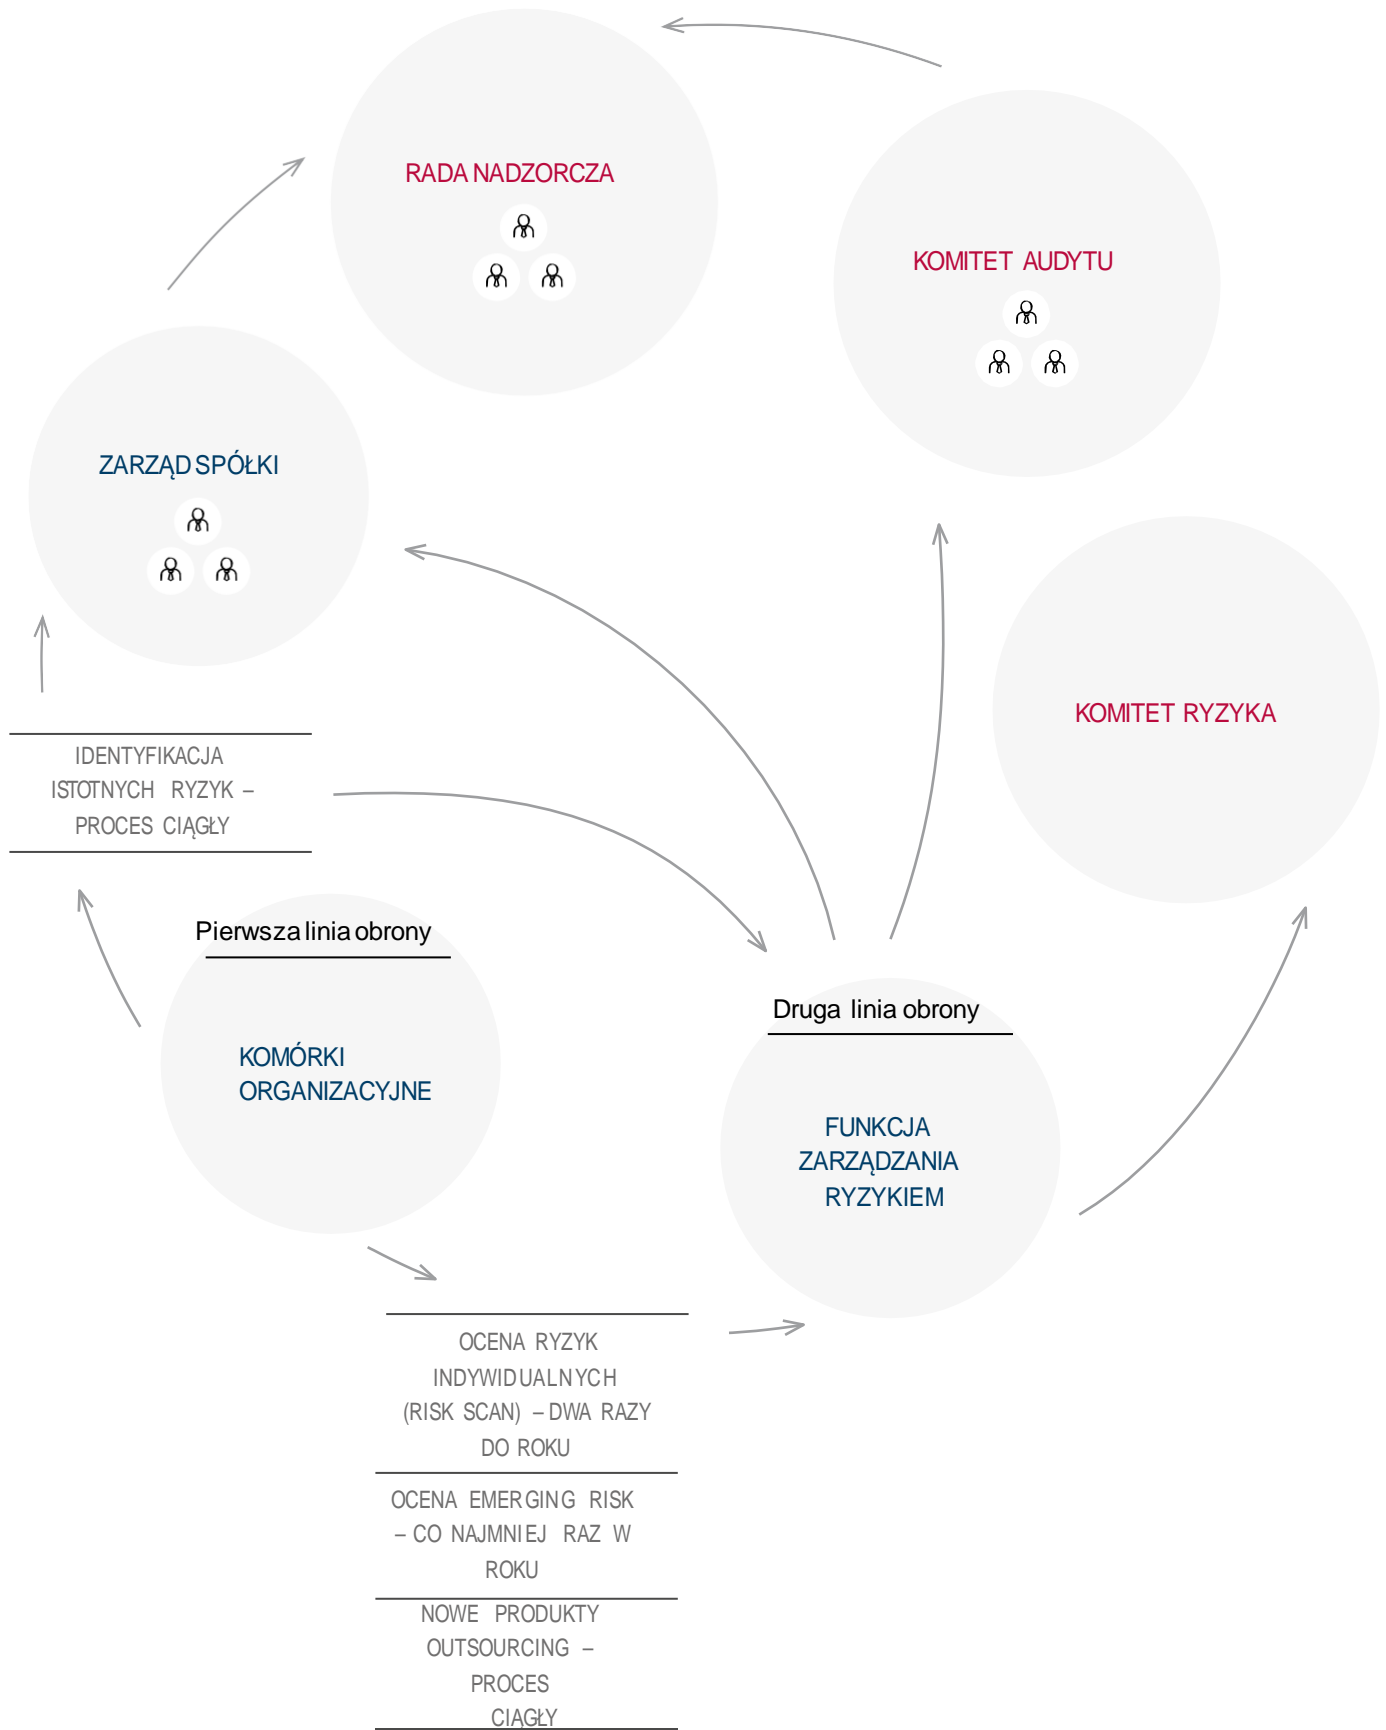 RADA NADZORCZA
KOMITET AUDYTU
ZARZĄD SPÓŁKI
KOMITET RYZYKA
IDENTYFIKACJA
ISTOTNYCH RYZYK –
PROCES CIĄGŁY
Pierwsza linia obrony
KOMÓRKI
ORGANIZACYJNE
Druga linia obrony
FUNKCJA
ZARZĄDZANIA
RYZYKIEM
OCENA RYZYK
INDYWIDUALNYCH
(RISK SCAN) – DWA RAZY
DO ROKU
OCENA EMERGING RISK
– CO NAJMNIEJ RAZ W
ROKU
NOWE PRODUKTY
OUTSOURCING –
PROCES
CIĄGŁY